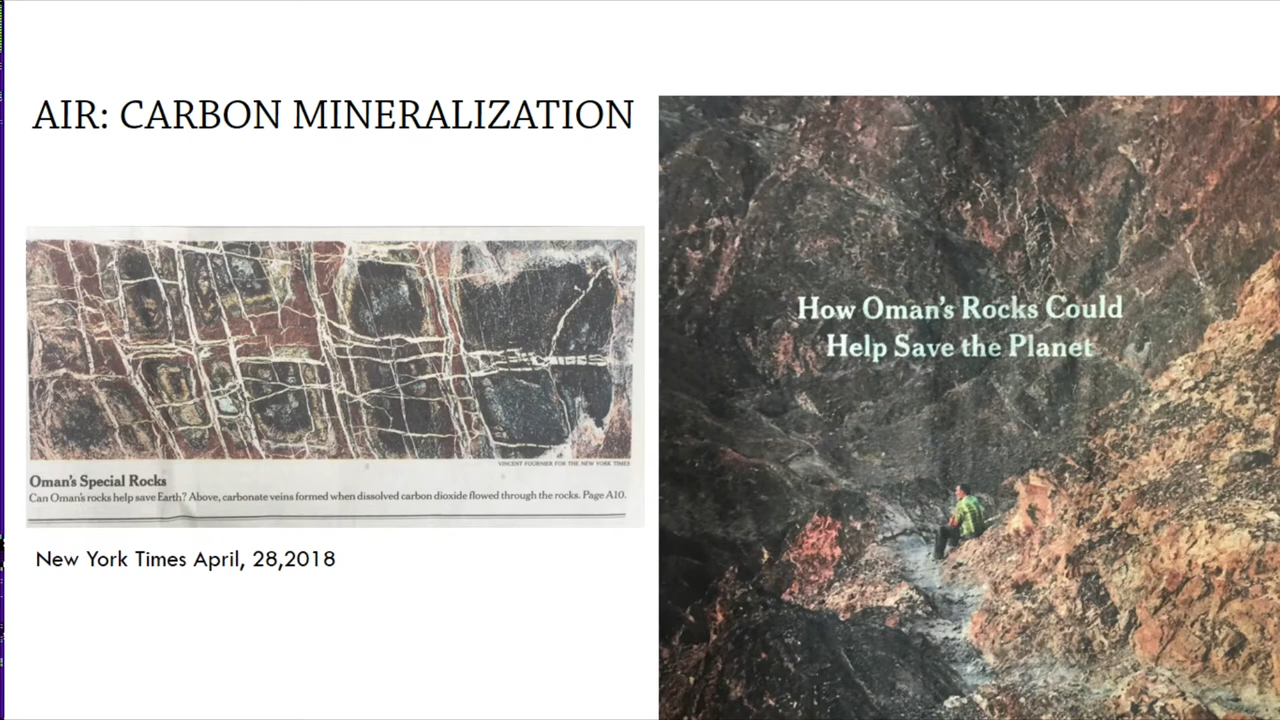 AIR: CARBON MINERALIZATION
VINCENT FOURNIER FOR THE NEW YORK TIMES
Oman's Special Rocks
Can Oman's rocks help save Earth? Above, carbonate veins formed when dissolved carbon dioxide flowed through the rocks. Page A10.
New York Times April, 28,2018
How Oman's Rocks Could
Help Save the Planet